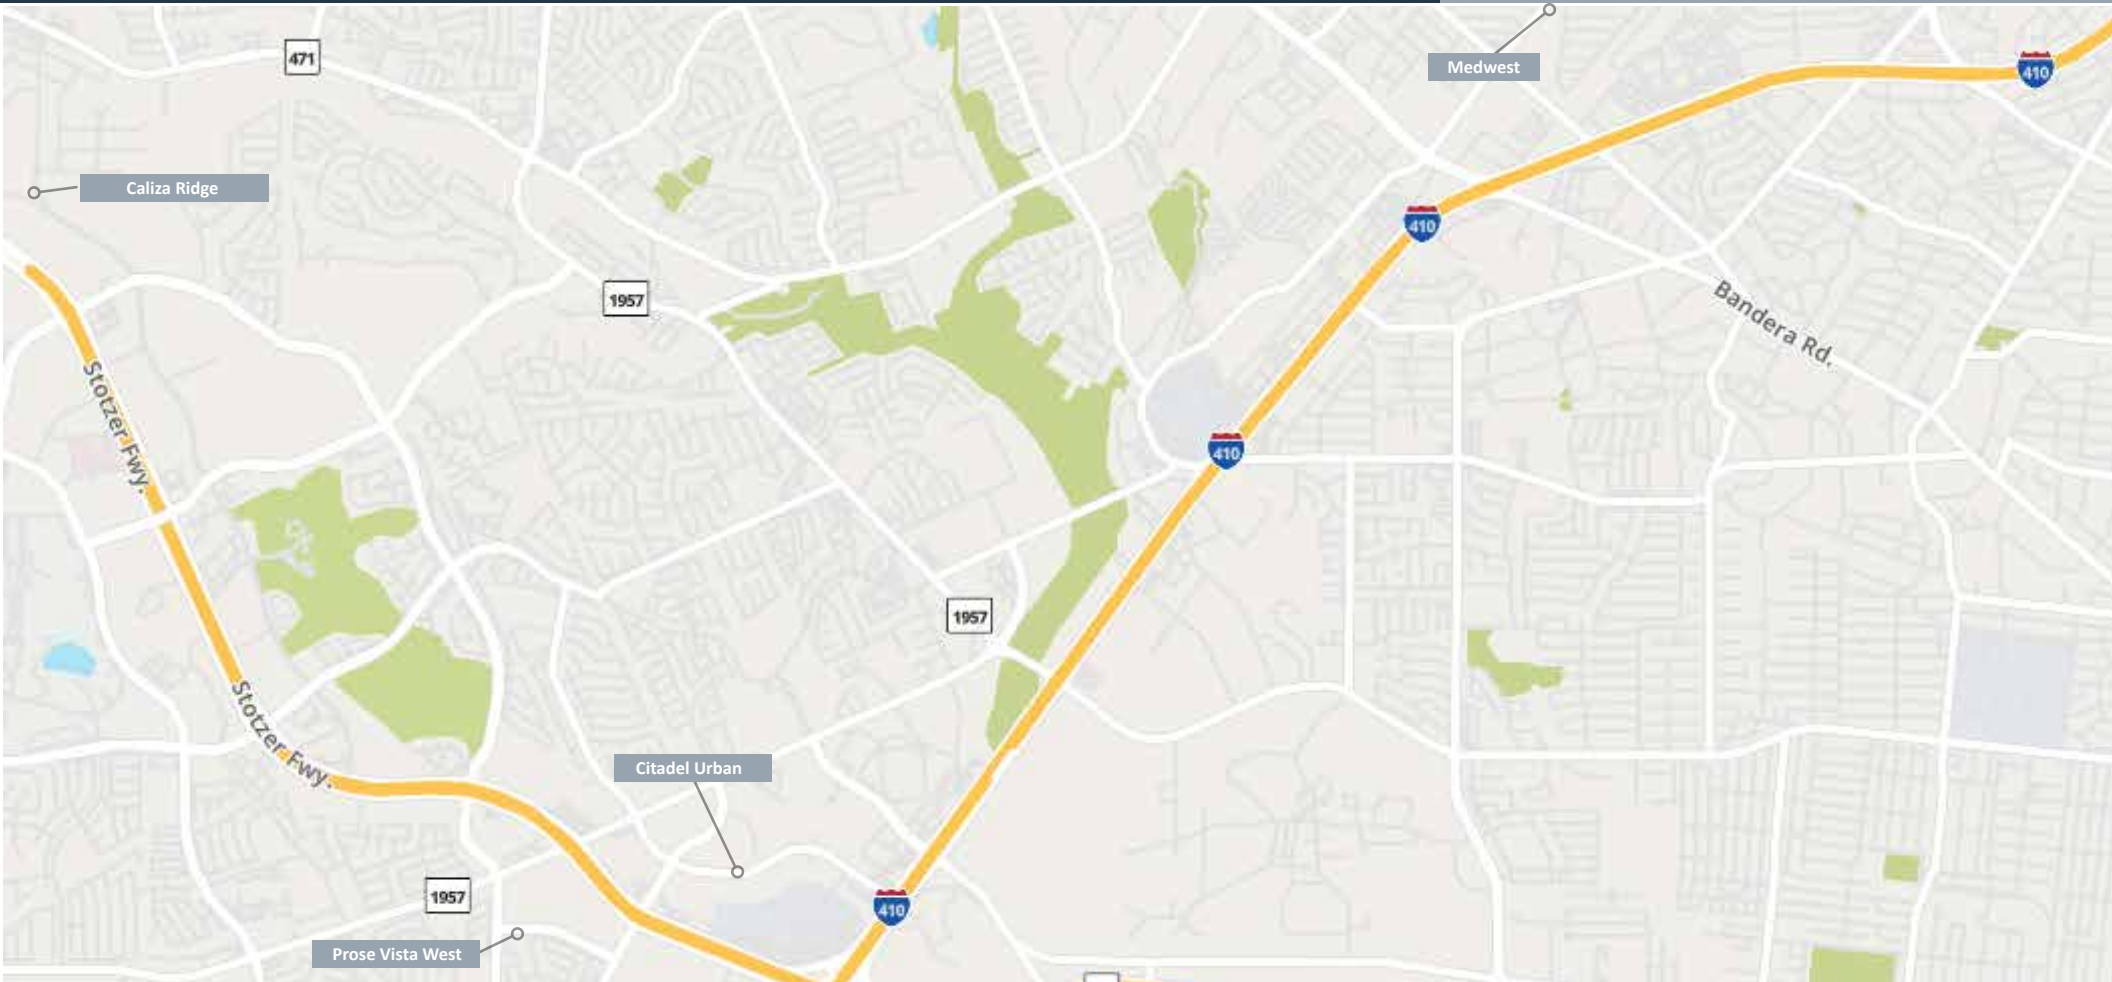 Medwest
471
410
Caliza Ridge
410
1957
Bandera Rd.
Stotzer Fwy.
410
1957
Stotzer Fwy.
Citadel Urban
1957
410
Prose Vista West